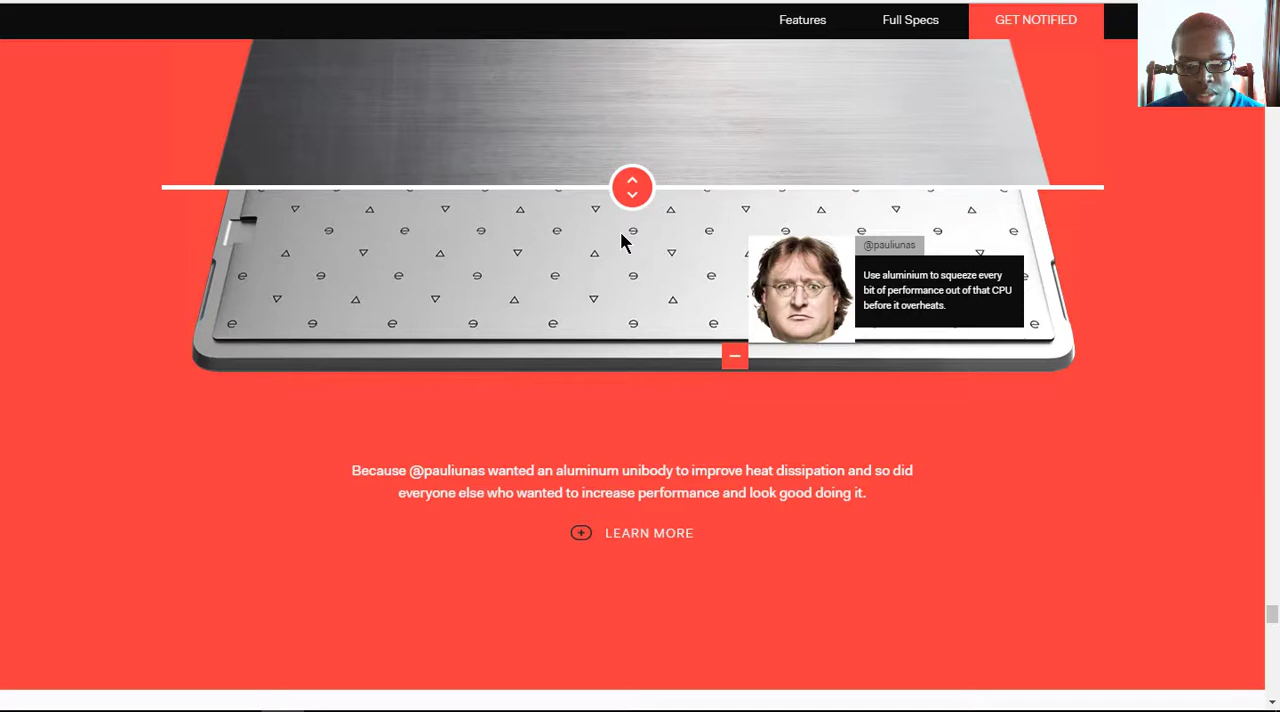 Features
Full Specs
GET NOTIFIED
@pauliunas
Use aluminium to squeeze every
bit of performance out of that CPU
before it overheats.
Because @pauliunas wanted an aluminum unibody to improve heat dissipation and so did
everyone else who wanted to increase performance and look good doing it.
LEARN MORE